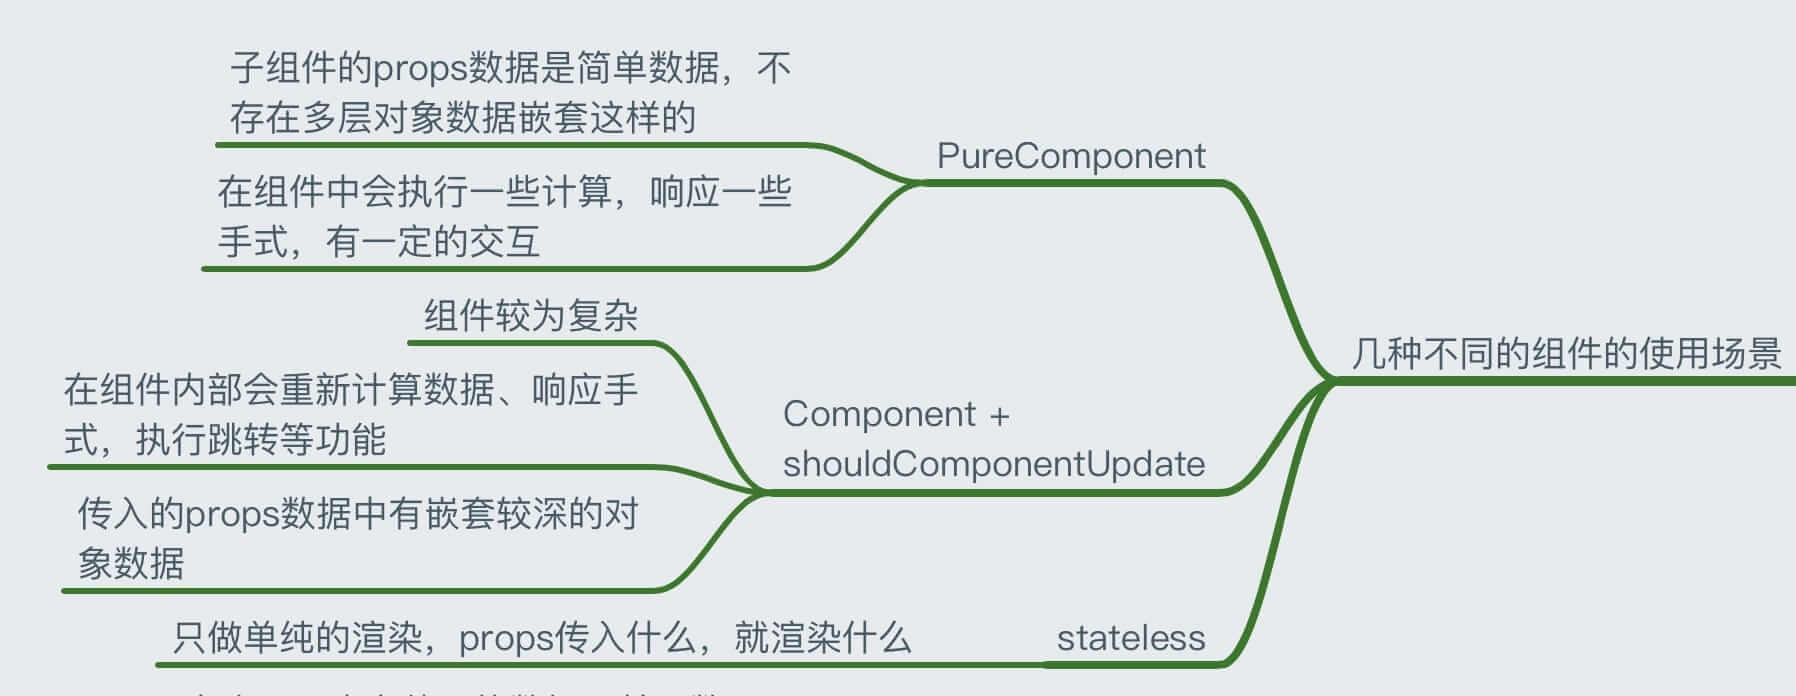 子组件的props数据是简单数据，不
存在多层对象数据嵌套这样的
在组件中会执行一些计算，响应一些
手式，有一定的交互
PureComponent
组件较为复杂
在组件内部会重新计算数据、响应手
式，执行跳转等功能
传入的props数据中有嵌套较深的对
象数据
Component +
shouldComponentUpdate
只做单纯的渲染，props传入什么，就渲染什么
stateless
几种不同的组件的使用场景